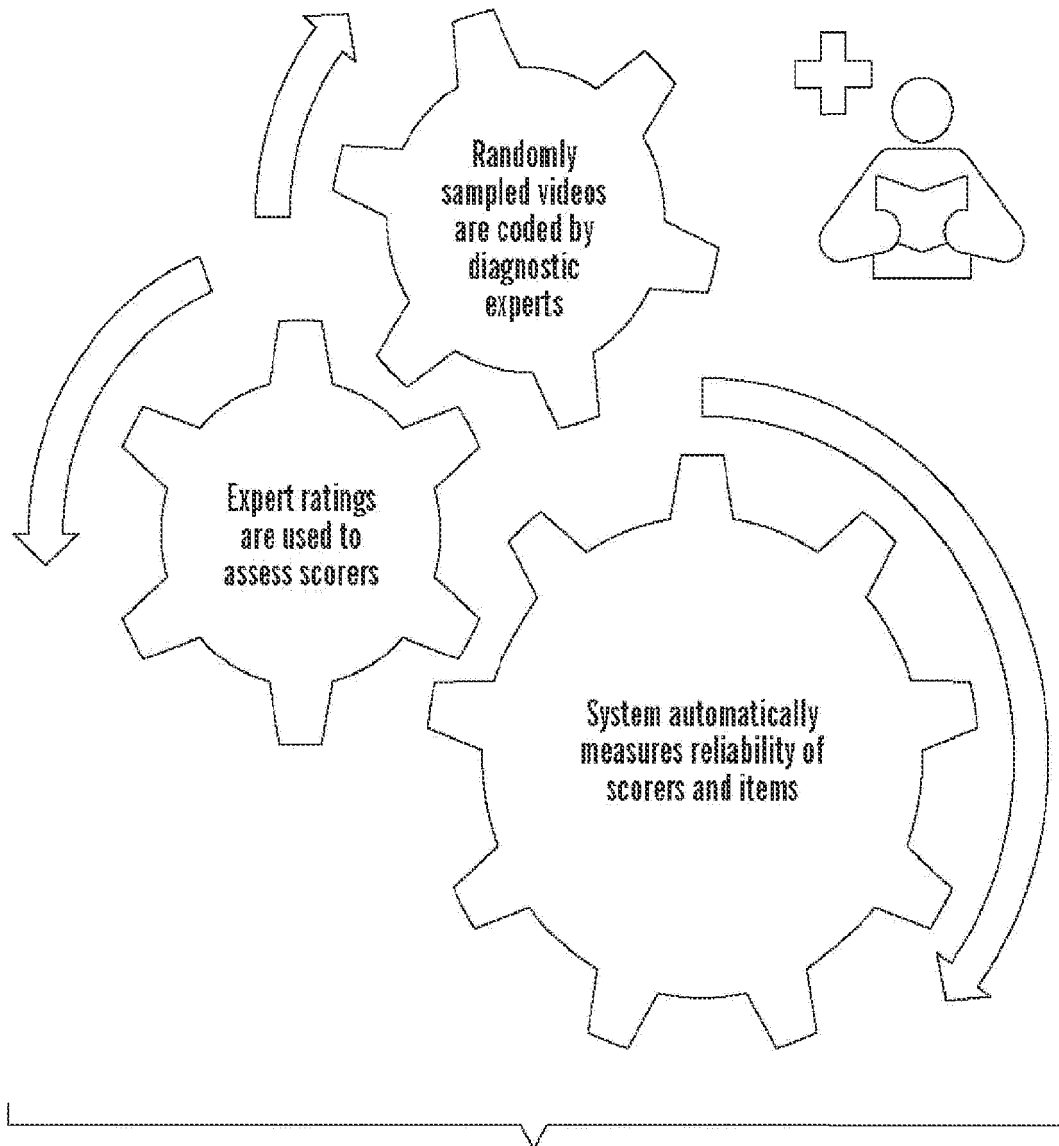 Randomly
sampled videos
are coded by
diagnostic
experts
Expert ratings
are used to
assess scorers
System automatically
measures reliability of
scorers and items